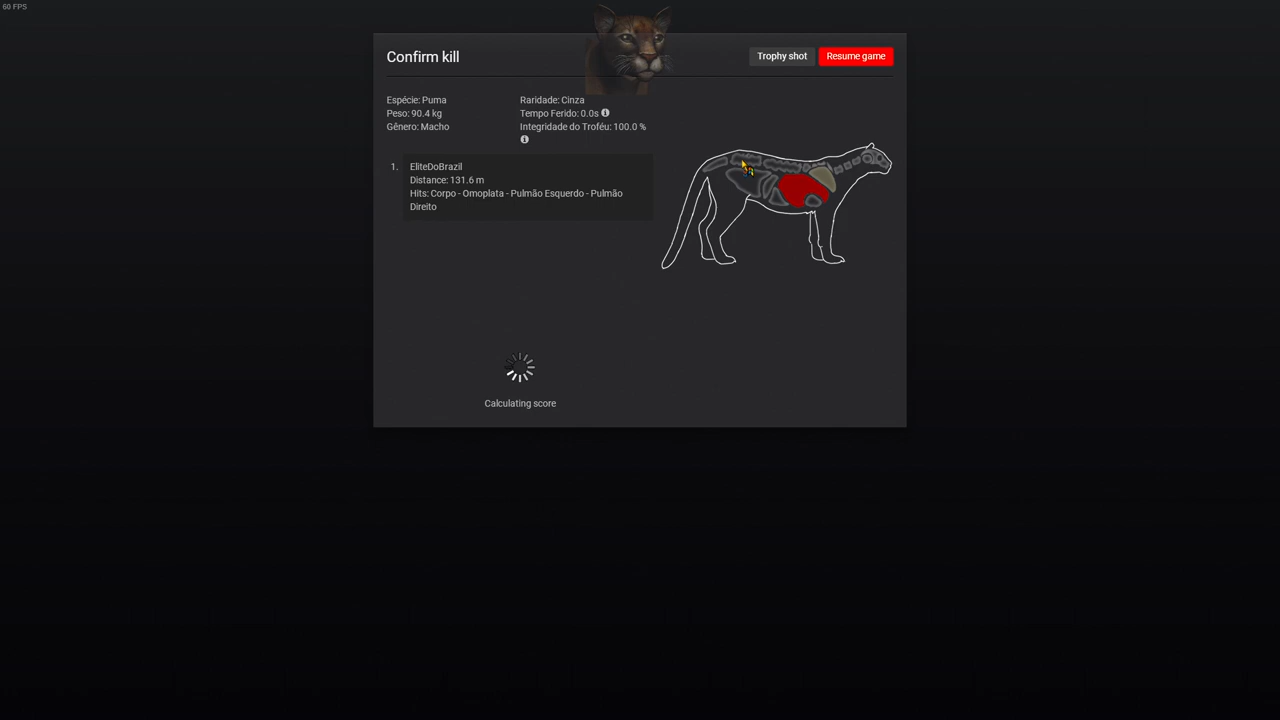 60 FPS
Confirm kill
Trophy shot
Resume game
Espécie: Puma
Peso: 90.4 kg
Gênero: Macho
Raridade: Cinza
Tempo Ferido: 0.0s
Integridade do Troféu: 100.0 %
1. EliteDoBrazil
Distance: 131.6 m
Hits: Corpo - Omoplata - Pulmão Esquerdo - Pulmão
Direito
Calculating score